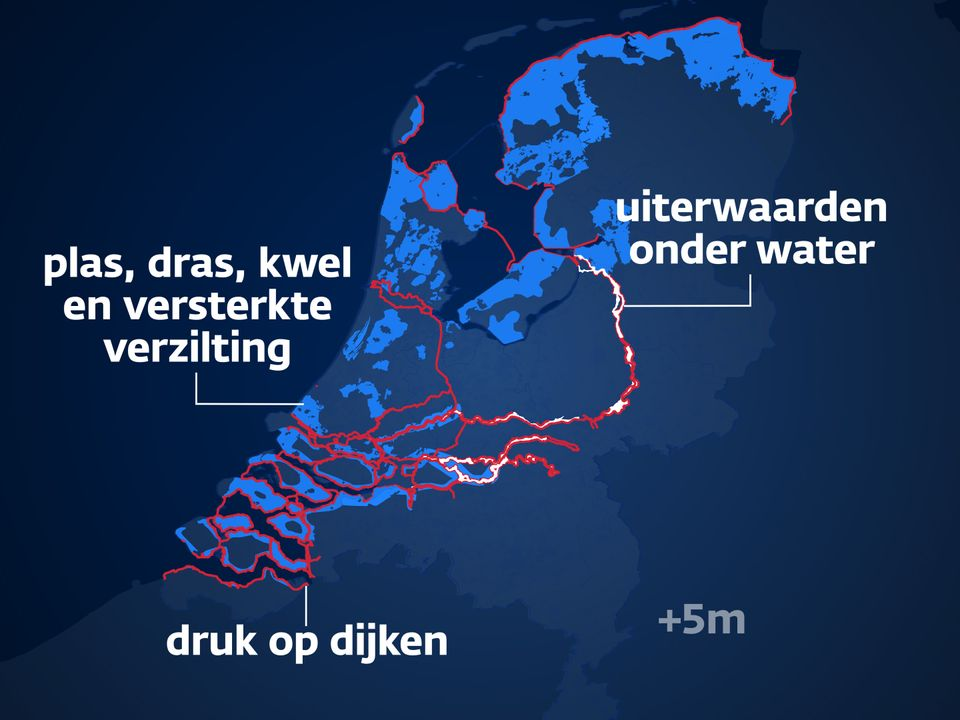 uiterwaarden
onder water
plas, dras, kwel
en versterkte
verzilting
druk op dijken
+5m